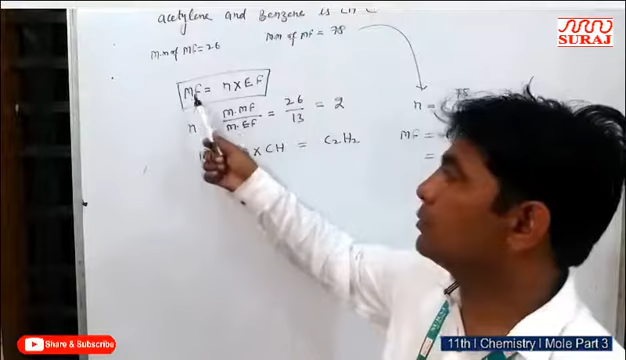 acetylene and Benzene is CH
m.m of MF = 26
m.m of MF = 78
MF = n x EF
n
m.MF
m.EF
= 26
13
= 2
x CH = C2H2
n =
78
MF =
=
SURAJ
Share & Subscribe
11th I Chemistry I Mole Part 3